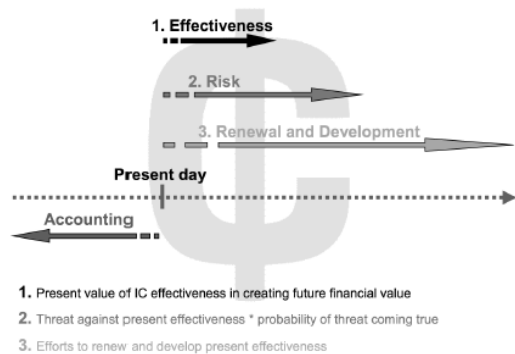 1. Effectiveness
2. Risk
3. Renewal and Development
Present day
Accounting
1. Present value of IC effectiveness in creating future financial value
2. Threat against present effectiveness * probability of threat coming true
3. Efforts to renew and develop present effectiveness